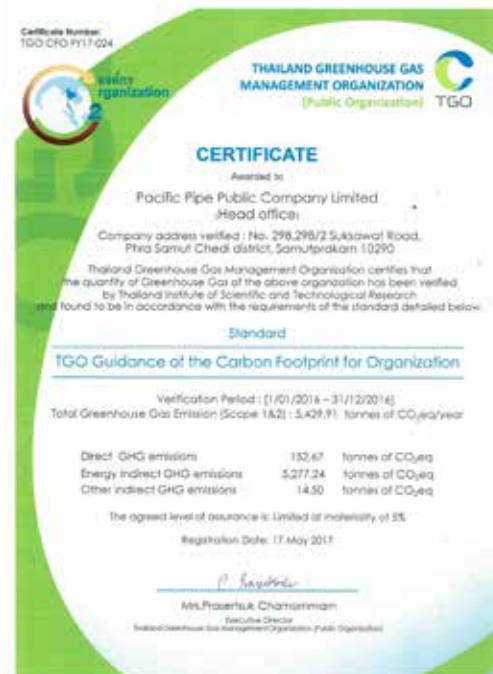 Certificate Number:
TGO CFO FY17-024
องค์กร
rganization
2
THAILAND GREENHOUSE GAS
MANAGEMENT ORGANIZATION
(Public Organization)
TGO
CERTIFICATE
Awarded to
Pacific Pipe Public Company Limited
(Head office)
Company address verified : No. 298,298/2 Suksawat Road,
Phra Samut Chedi district, Samutprakarn 10290
Thailand Greenhouse Gas Management Organization certifies that
the quantity of Greenhouse Gas of the above organization has been verified
by Thailand Institute of Scientific and Technological Research
and found to be in accordance with the requirements of the standard detailed below
Standard
TGO Guidance of the Carbon Footprint for Organization
Verification Period : [1/01/2016 – 31/12/2016]
Total Greenhouse Gas Emission (Scope 1&2) : 5,429.91 tonnes of CO₂eq/year
Direct GHG emissions 152.67 tonnes of CO₂eq
Energy Indirect GHG emissions 5,277.24 tonnes of CO₂eq
Other indirect GHG emissions 14.50 tonnes of CO₂eq
The agreed level of assurance is Limited at materiality of 5%
Registration Date: 17 May 2017
Mrs.Prasertsuk Chamornmarn
Executive Director
Thailand Greenhouse Gas Management Organization (Public Organization)